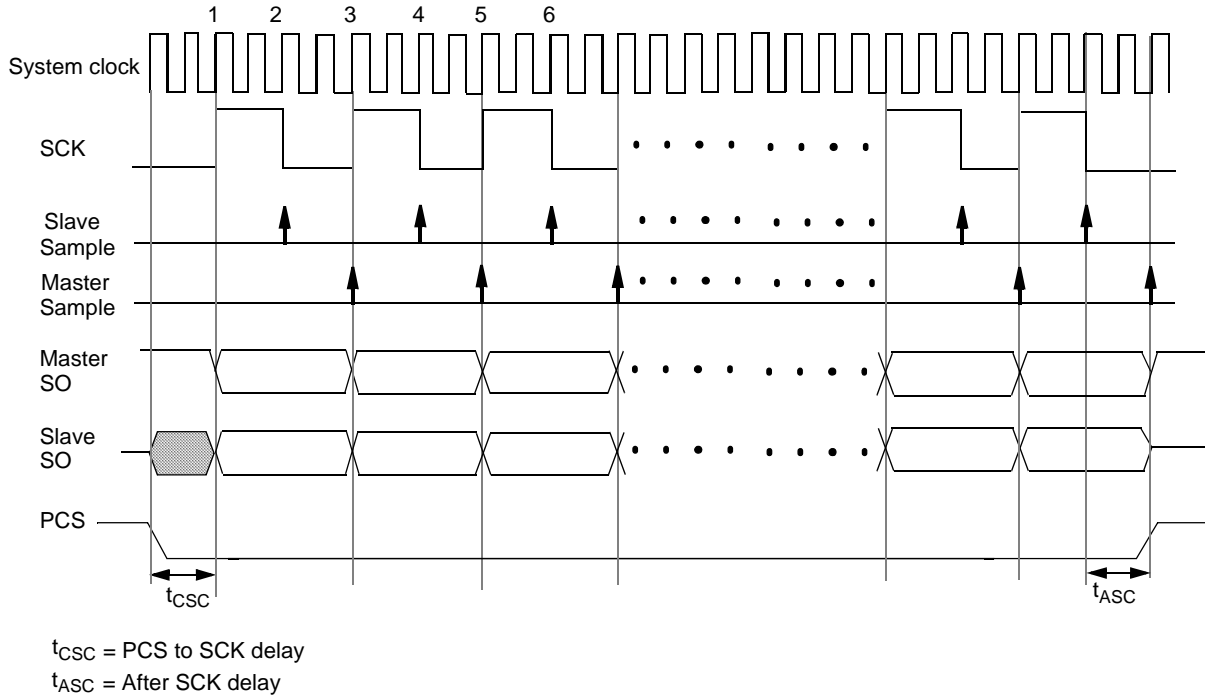 1 2 3 4 5 6
System clock
SCK
Slave
Sample
Master
Sample
Master
SO
Slave
SO
PCS
tCSC
tASC
tCSC = PCS to SCK delay
tASC = After SCK delay